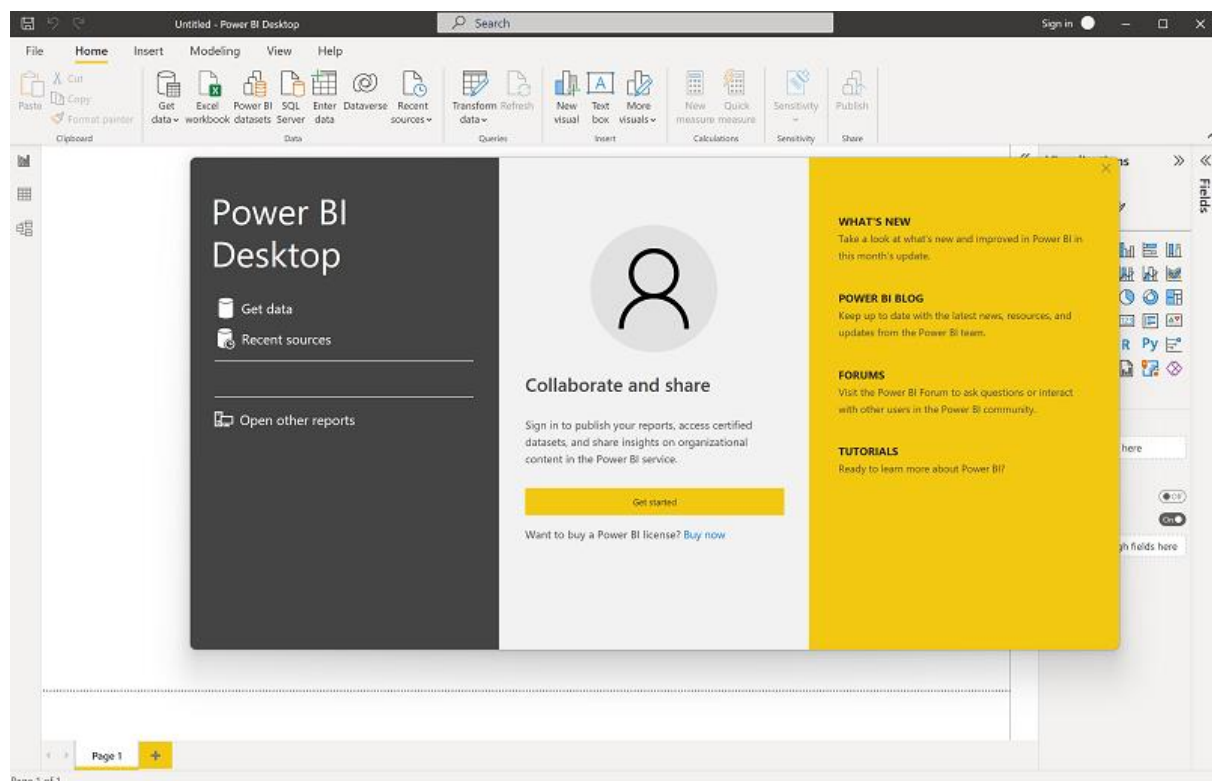 Untitled - Power BI Desktop
Search
Sign in
File Home Insert Modeling View Help
Paste
Cut
Copy
Format painter
Get data
Excel workbook
Power BI datasets
SQL Server
Enter data
Dataverse
Recent sources
Transform data
Refresh
New visual
Text box
More visuals
New measure
Quick measure
Sensitivity
Publish
Clipboard Data Queries Insert Calculations Sensitivity Share
Fields
Power BI
Desktop
Get data
Recent sources
Open other reports
Collaborate and share
Sign in to publish your reports, access certified
datasets, and share insights on organizational
content in the Power BI service.
Get started
Want to buy a Power BI license? Buy now
WHAT'S NEW
Take a look at what's new and improved in Power BI in
this month's update.
POWER BI BLOG
Keep up to date with the latest news, resources, and
updates from the Power BI team.
FORUMS
Visit the Power BI Forum to ask questions or interact
with other users in the Power BI community.
TUTORIALS
Ready to learn more about Power BI?
123
R Py
here
Off
On
gh fields here
Page 1
Page 1 of 1